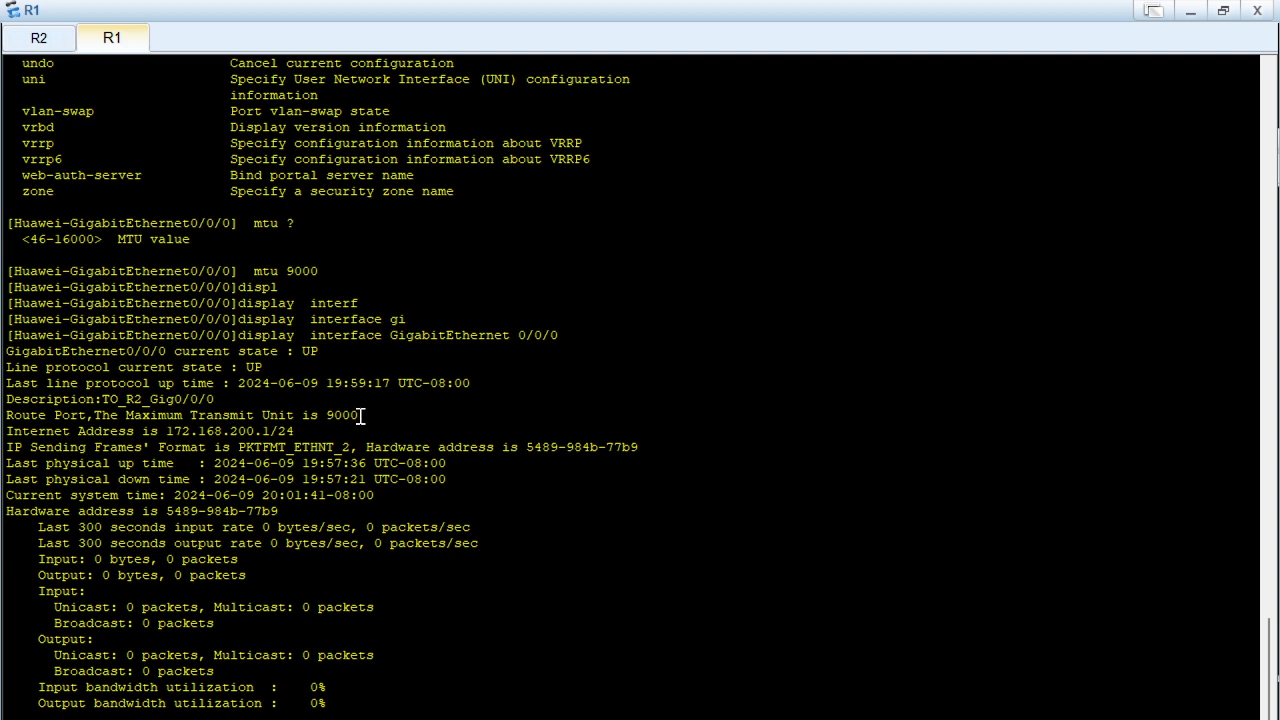 R1
R2
R1
undo Cancel current configuration
uni Specify User Network Interface (UNI) configuration
information
vlan-swap Port vlan-swap state
vrbd Display version information
vrrp Specify configuration information about VRRP
vrrp6 Specify configuration information about VRRP6
web-auth-server Bind portal server name
zone Specify a security zone name
[Huawei-GigabitEthernet0/0/0] mtu ?
<46-16000> MTU value
[Huawei-GigabitEthernet0/0/0] mtu 9000
[Huawei-GigabitEthernet0/0/0]displ
[Huawei-GigabitEthernet0/0/0]display interf
[Huawei-GigabitEthernet0/0/0]display interface gi
[Huawei-GigabitEthernet0/0/0]display interface GigabitEthernet 0/0/0
GigabitEthernet0/0/0 current state : UP
Line protocol current state : UP
Last line protocol up time : 2024-06-09 19:59:17 UTC-08:00
Description:TO_R2_Gig0/0/0
Route Port,The Maximum Transmit Unit is 9000
Internet Address is 172.168.200.1/24
IP Sending Frames' Format is PKTFMT_ETHNT_2, Hardware address is 5489-984b-77b9
Last physical up time : 2024-06-09 19:57:36 UTC-08:00
Last physical down time : 2024-06-09 19:57:21 UTC-08:00
Current system time: 2024-06-09 20:01:41-08:00
Hardware address is 5489-984b-77b9
Last 300 seconds input rate 0 bytes/sec, 0 packets/sec
Last 300 seconds output rate 0 bytes/sec, 0 packets/sec
Input: 0 bytes, 0 packets
Output: 0 bytes, 0 packets
Input:
Unicast: 0 packets, Multicast: 0 packets
Broadcast: 0 packets
Output:
Unicast: 0 packets, Multicast: 0 packets
Broadcast: 0 packets
Input bandwidth utilization : 0%
Output bandwidth utilization : 0%